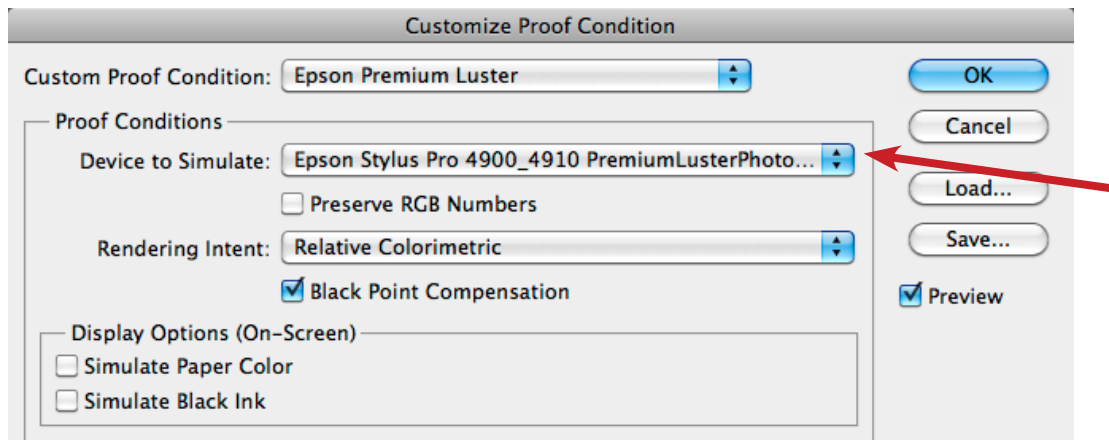 Customize Proof Condition
Custom Proof Condition: Epson Premium Luster
OK
Proof Conditions
Cancel
Device to Simulate: Epson Stylus Pro 4900_4910 PremiumLusterPhoto...
Load...
Preserve RGB Numbers
Rendering Intent: Relative Colorimetric
Save...
Black Point Compensation
Preview
Display Options (On-Screen)
Simulate Paper Color
Simulate Black Ink